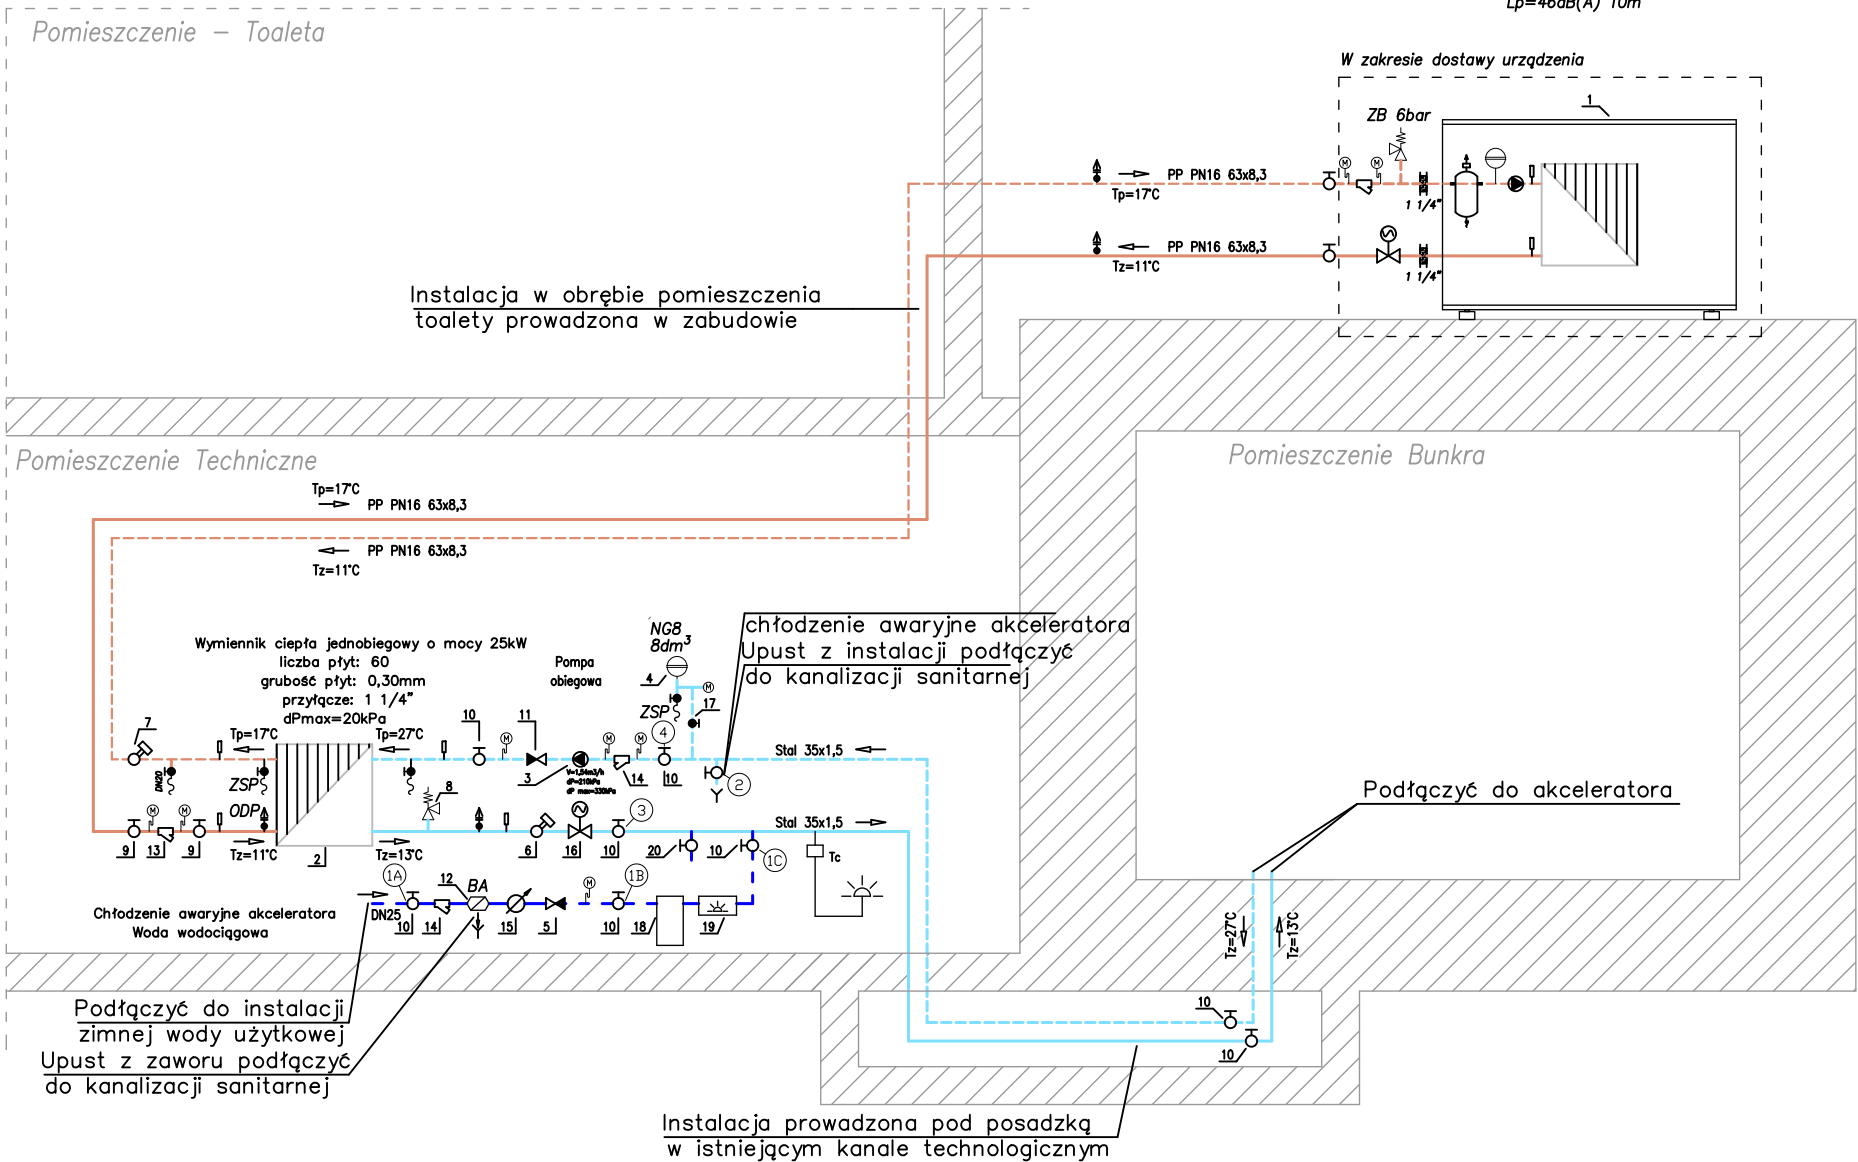 Lp=46dB(A) 10m
Pomieszczenie - Toaleta
W zakresie dostawy urządzenia
1
ZB 6bar
M
M
PP PN16 63x8,3
Tp=17°C
1 1/4"
PP PN16 63x8,3
Tz=11°C
1 1/4"
Instalacja w obrębie pomieszczenia
toalety prowadzona w zabudowie
Pomieszczenie Techniczne
Pomieszczenie Bunkra
Tp=17°C
PP PN16 63x8,3
PP PN16 63x8,3
Tz=11°C
Wymiennik ciepła jednobiegowy o mocy 25kW
liczba płyt: 60
grubość płyt: 0,30mm
przyłącze: 1 1/4"
dPmax=20kPa
Pompa
obiegowa
NG8
8dm³
4
M
ZSP
17
chłodzenie awaryjne akceleratora
Upust z instalacji podłączyć
do kanalizacji sanitarnej
7
Tp=17°C
Tp=27°C
10
11
M
M
M
4
Stal 35x1,5
DN20
ZSP
3
V=1,54m3/h
dP=210kPa
dP max=330kPa
14
10
2
8
ODP
M
M
3
Stal 35x1,5
9
13
9
Tz=11°C
2
Tz=13°C
6
16
10
20
10
1C
Tc
1A
12
BA
M
1B
DN25
10
14
15
5
10
18
19
Chłodzenie awaryjne akceleratora
Woda wodociągowa
Podłączyć do akceleratora
Tz=27°C
Tz=13°C
10
10
Podłączyć do instalacji
zimnej wody użytkowej
Upust z zaworu podłączyć
do kanalizacji sanitarnej
Instalacja prowadzona pod posadzką
w istniejącym kanale technologicznym